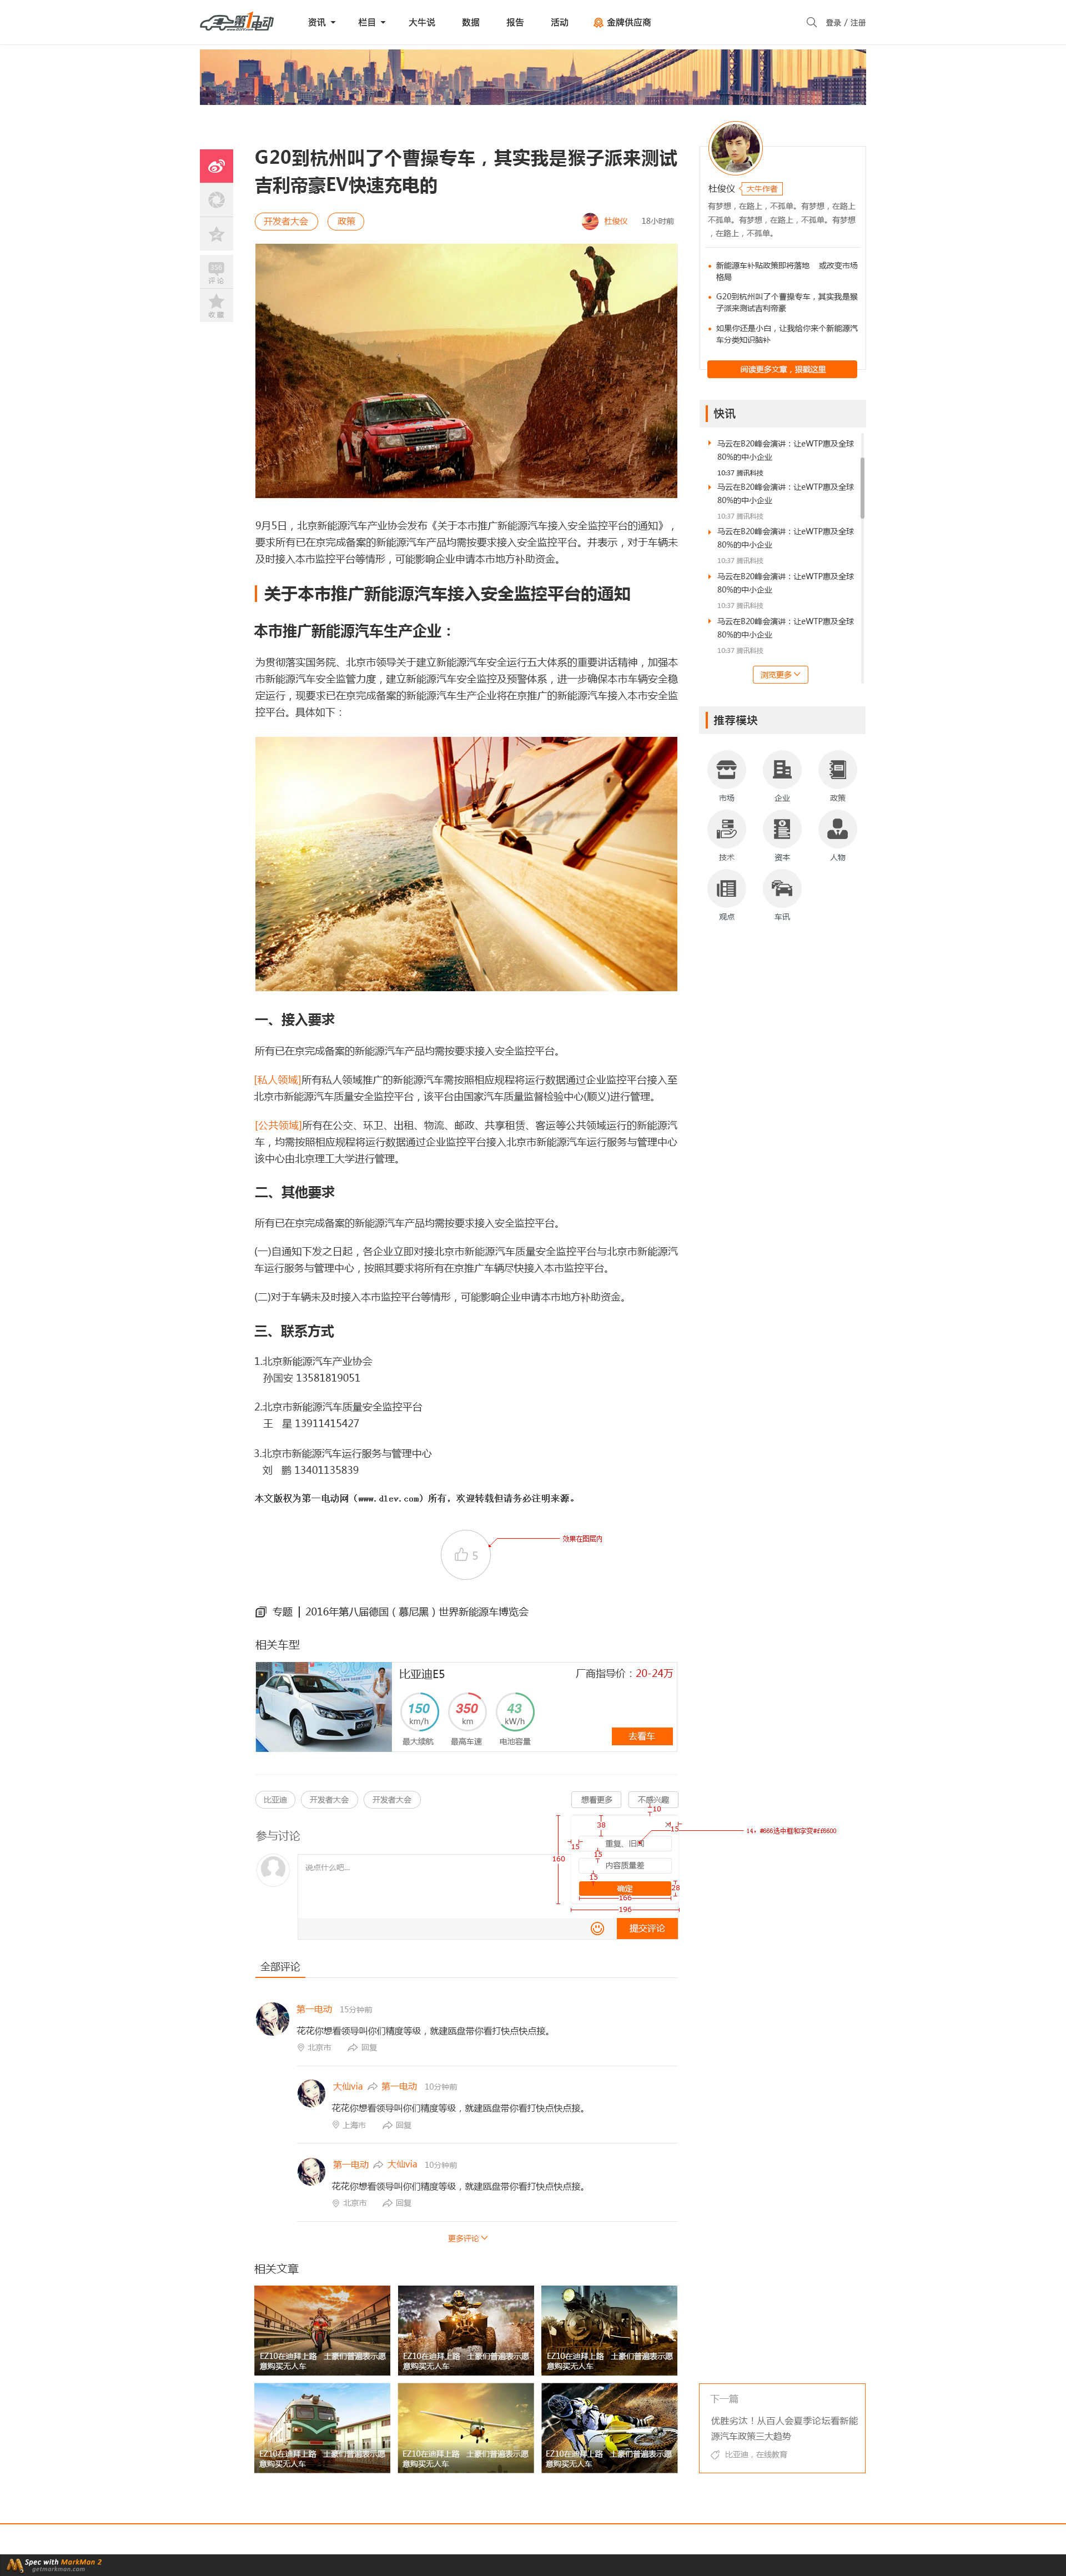 第1电动
资讯 栏目 大牛说 数据 报告 活动 金牌供应商 登录 / 注册
G20到杭州叫了个曹操专车，其实我是猴子派来测试
吉利帝豪EV快速充电的
开发者大会 政策 杜俊仪 18小时前
156
评 论
收 藏
9月5日，北京新能源汽车产业协会发布《关于本市推广新能源汽车接入安全监控平台的通知》，
要求所有已在京完成备案的新能源汽车产品均需按要求接入安全监控平台。并表示，对于车辆未
及时接入本市监控平台等情形，可能影响企业申请本市地方补助资金。
关于本市推广新能源汽车接入安全监控平台的通知
本市推广新能源汽车生产企业：
为贯彻落实国务院、北京市领导关于建立新能源汽车安全运行五大体系的重要讲话精神，加强本
市新能源汽车安全监管力度，建立新能源汽车安全监控及预警体系，进一步确保本市车辆安全稳
定运行，现要求已在京完成备案的新能源汽车生产企业将在京推广的新能源汽车接入本市安全监
控平台。具体如下：
一、接入要求
所有已在京完成备案的新能源汽车产品均需按要求接入安全监控平台。
[私人领域]所有私人领域推广的新能源汽车需按照相应规程将运行数据通过企业监控平台接入至
北京市新能源汽车质量安全监控平台，该平台由国家汽车质量监督检验中心(顺义)进行管理。
[公共领域]所有在公交、环卫、出租、物流、邮政、共享租赁、客运等公共领域运行的新能源汽
车，均需按照相应规程将运行数据通过企业监控平台接入北京市新能源汽车运行服务与管理中心
该中心由北京理工大学进行管理。
二、其他要求
所有已在京完成备案的新能源汽车产品均需按要求接入安全监控平台。
(一)自通知下发之日起，各企业立即对接北京市新能源汽车质量安全监控平台与北京市新能源汽
车运行服务与管理中心，按照其要求将所有在京推广车辆尽快接入本市监控平台。
(二)对于车辆未及时接入本市监控平台等情形，可能影响企业申请本市地方补助资金。
三、联系方式
1.北京新能源汽车产业协会
孙国安 13581819051
2.北京市新能源汽车质量安全监控平台
王 星 13911415427
3.北京市新能源汽车运行服务与管理中心
刘 鹏 13401135839
本文版权为第一电动网（www.d1ev.com）所有，欢迎转载但请务必注明来源。
5
效果在图层内
专题 | 2016年第八届德国（慕尼黑）世界新能源车博览会
相关车型
比亚迪E5 厂商指导价：20-24万
150 350 43
km/h km kW/h
最大续航 最高车速 电池容量
去看车
比亚迪 开发者大会 开发者大会 想看更多 不感兴趣
10
38
15
14，#666选中框和字变#ff6600
参与讨论
15
重复、旧闻
15
160
说点什么吧...
内容质量差
15
确定
28
166
196
提交评论
全部评论
第一电动 15分钟前
花花你想看领导叫你们精度等级，就建瓯盘带你看打快点快点接。
北京市 回复
大仙via 第一电动 10分钟前
花花你想看领导叫你们精度等级，就建瓯盘带你看打快点快点接。
上海市 回复
第一电动 大仙via 10分钟前
花花你想看领导叫你们精度等级，就建瓯盘带你看打快点快点接。
北京市 回复
更多评论
相关文章
EZ10在迪拜上路 土豪们普遍表示愿
意购买无人车
EZ10在迪拜上路 土豪们普遍表示愿
意购买无人车
EZ10在迪拜上路 土豪们普遍表示愿
意购买无人车
EZ10在迪拜上路 土豪们普遍表示愿
意购买无人车
EZ10在迪拜上路 土豪们普遍表示愿
意购买无人车
EZ10在迪拜上路 土豪们普遍表示愿
意购买无人车
杜俊仪 大牛作者
有梦想，在路上，不孤单。有梦想，在路上
不孤单。有梦想，在路上，不孤单。有梦想
，在路上，不孤单。
新能源车补贴政策即将落地 或改变市场
格局
G20到杭州叫了个曹操专车，其实我是猴
子派来测试吉利帝豪
如果你还是小白，让我给你来个新能源汽
车分类知识脑补
阅读更多文章，狠戳这里
快讯
马云在B20峰会演讲：让eWTP惠及全球
80%的中小企业
10:37 腾讯科技
马云在B20峰会演讲：让eWTP惠及全球
80%的中小企业
10:37 腾讯科技
马云在B20峰会演讲：让eWTP惠及全球
80%的中小企业
10:37 腾讯科技
马云在B20峰会演讲：让eWTP惠及全球
80%的中小企业
10:37 腾讯科技
马云在B20峰会演讲：让eWTP惠及全球
80%的中小企业
10:37 腾讯科技
浏览更多
推荐模块
市场 企业 政策
技术 资本 人物
观点 车讯
下一篇
优胜劣汰！从百人会夏季论坛看新能
源汽车政策三大趋势
比亚迪，在线教育
Spec with MarkMan 2
getmarkman.com